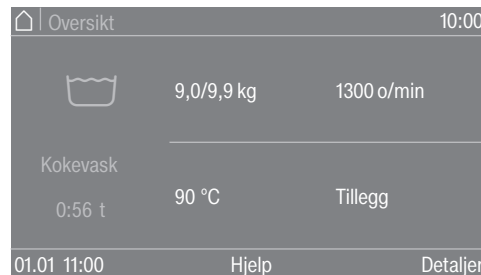 Oversikt 10:00
9,0/9,9 kg 1300 o/min
Kokevask
0:56 t
90 °C Tillegg
01.01 11:00 Hjelp Detaljer